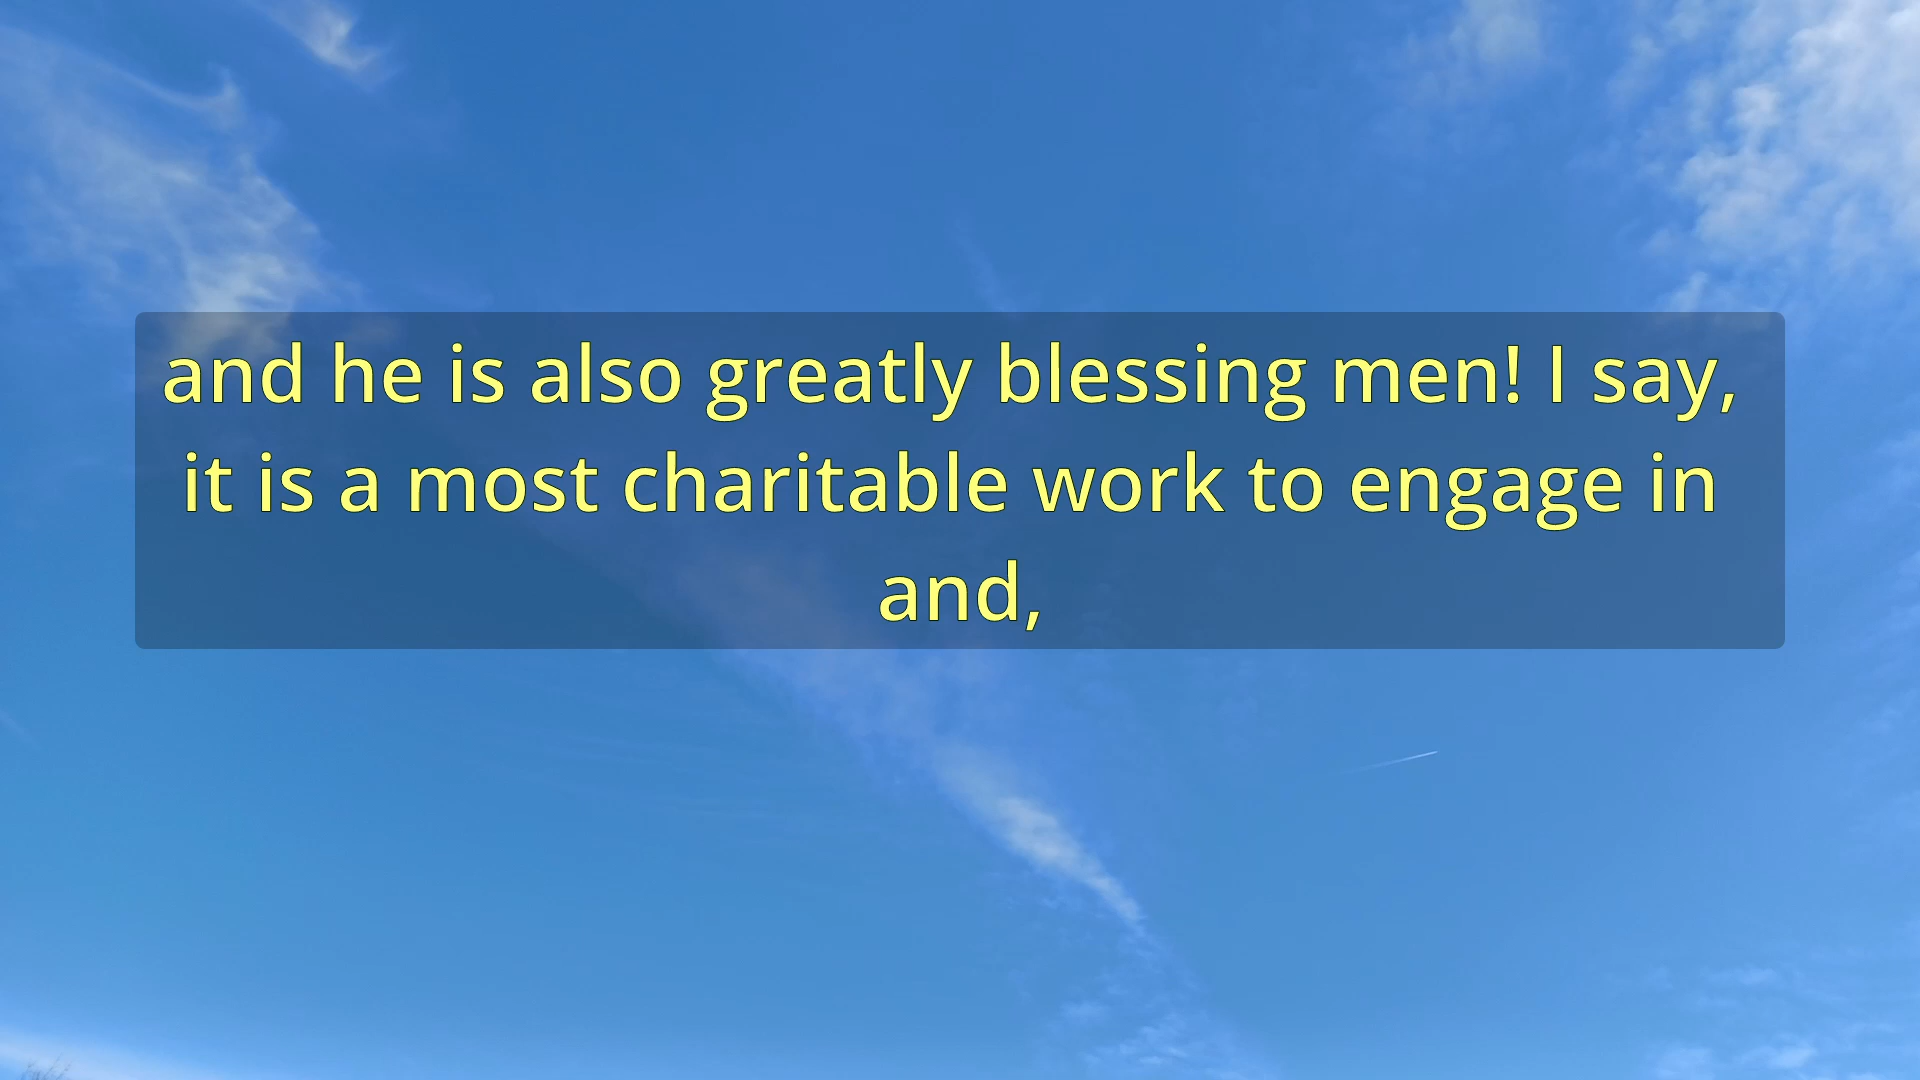 and he is also greatly blessing men! I say,
it is a most charitable work to engage in
and,